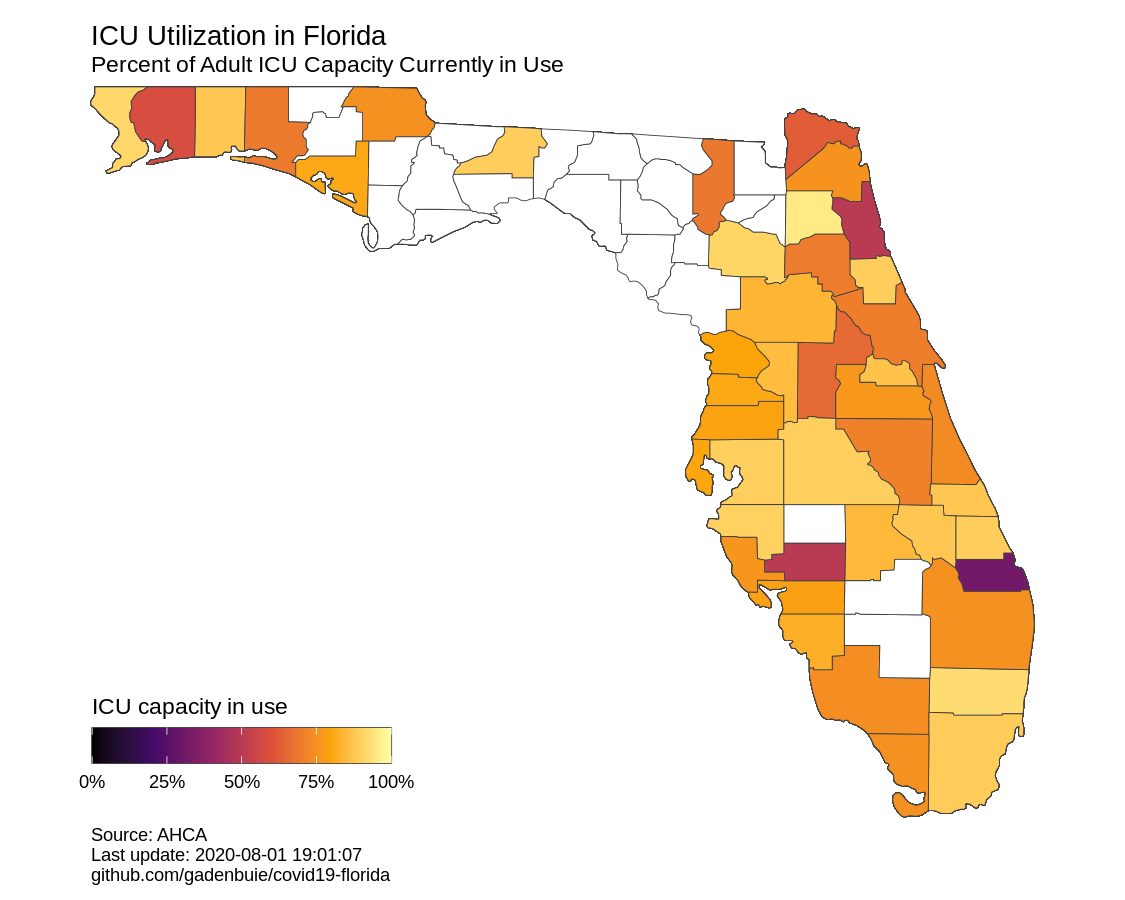 ICU Utilization in Florida
Percent of Adult ICU Capacity Currently in Use
ICU capacity in use
0% 25% 50% 75% 100%
Source: AHCA
Last update: 2020-08-01 19:01:07
github.com/gadenbuie/covid19-florida